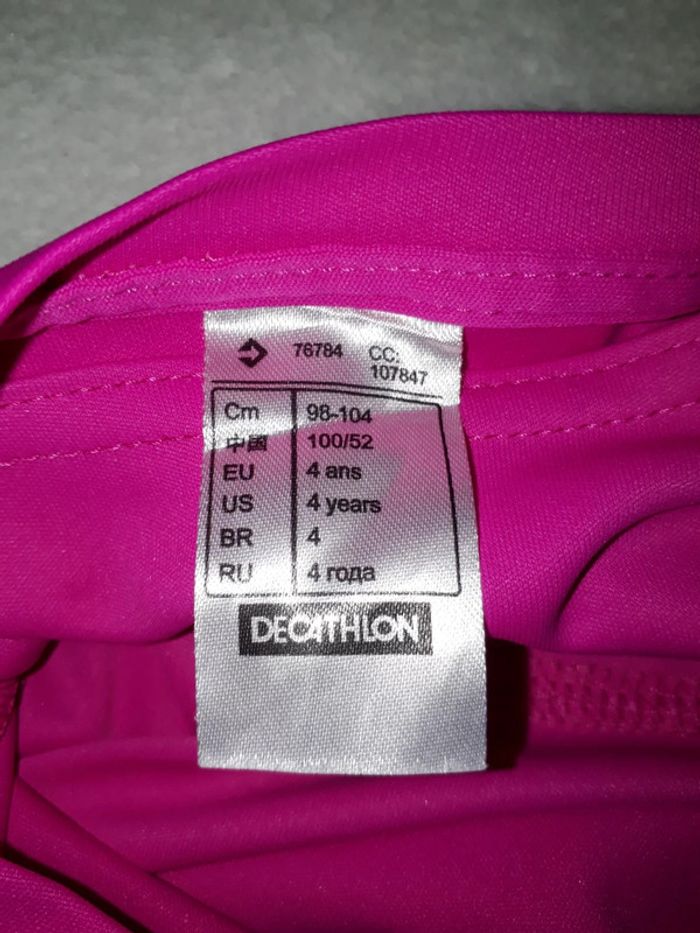 76784 CC:
107847
Cm 98-104
中国 100/52
EU 4 ans
US 4 years
BR 4
RU 4 года
DECATHLON